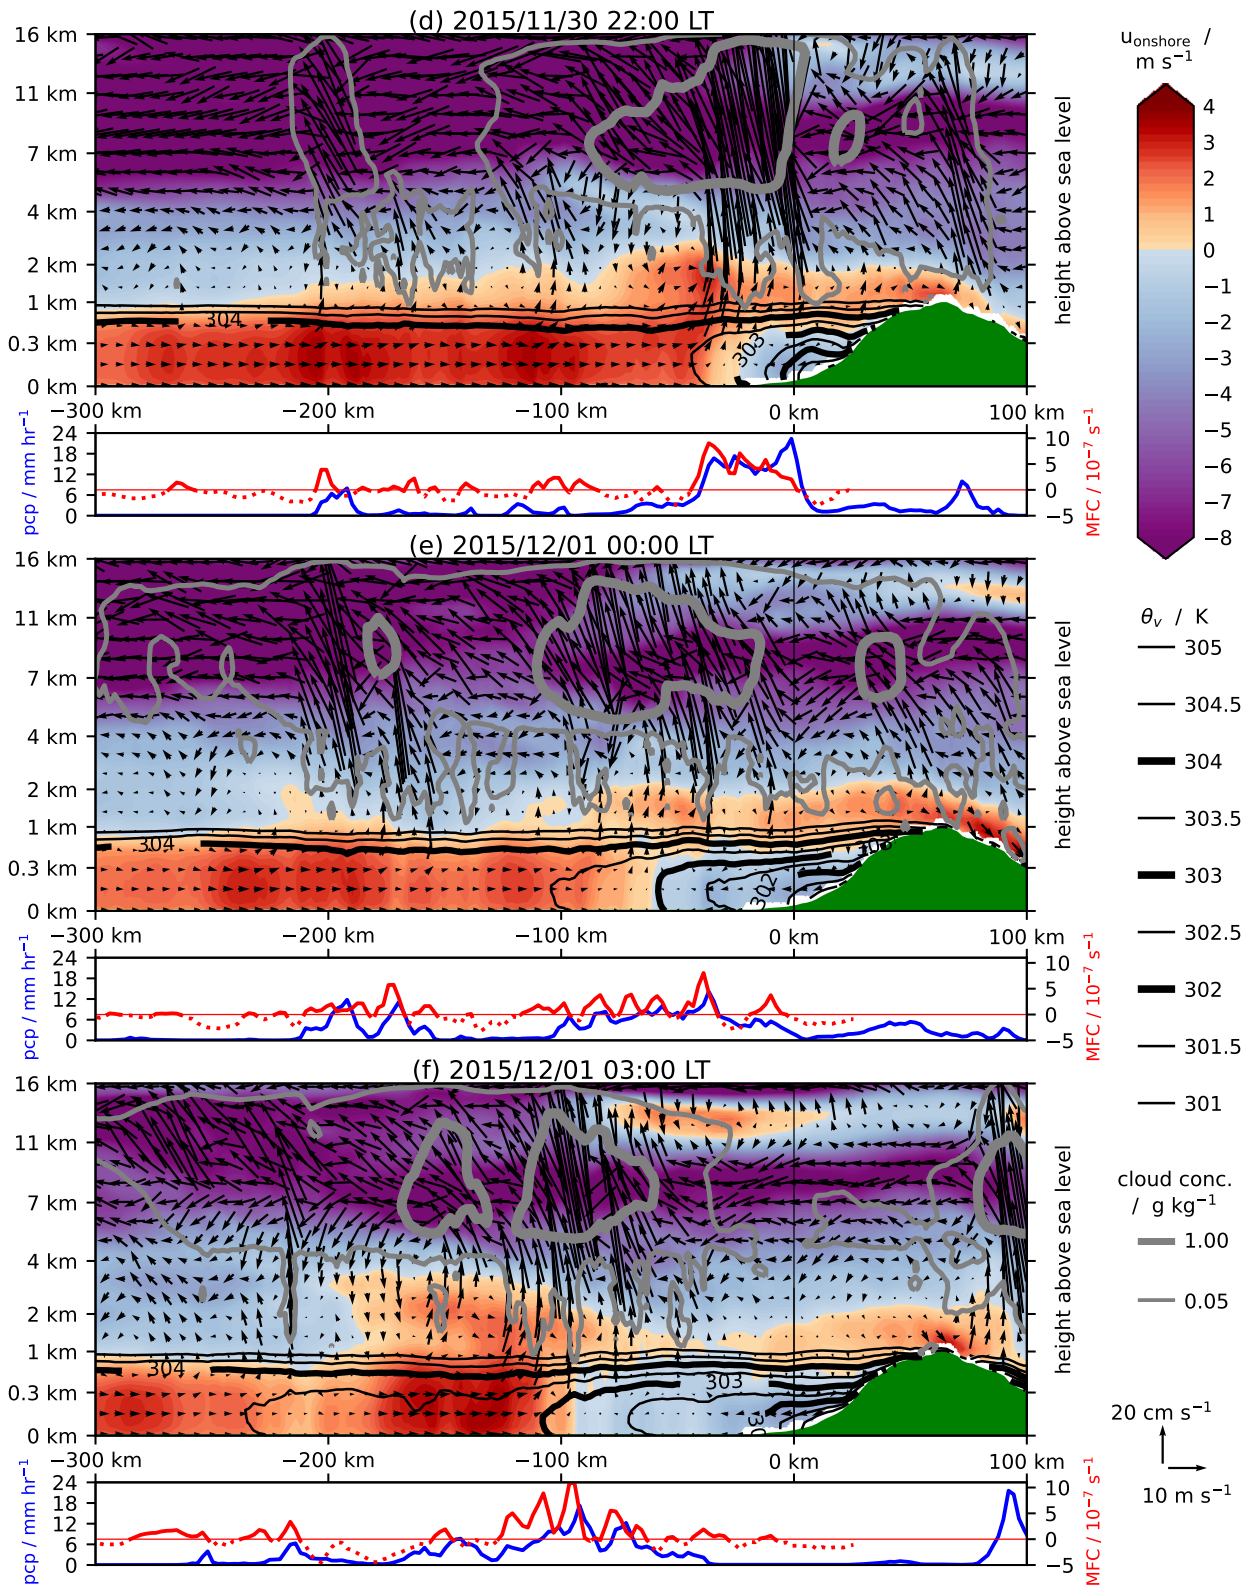 (d) 2015/11/30 22:00 LT
16 km
11 km
7 km
4 km
2 km
1 km
0.3 km
0 km
304
303
height above sea level
−300 km −200 km −100 km 0 km 100 km
pcp / mm hr⁻¹
24
18
12
6
0
10
5
0
−5
MFC / 10⁻⁷ s⁻¹
(e) 2015/12/01 00:00 LT
16 km
11 km
7 km
4 km
2 km
1 km
0.3 km
0 km
304
303
302
height above sea level
−300 km −200 km −100 km 0 km 100 km
pcp / mm hr⁻¹
24
18
12
6
0
10
5
0
−5
MFC / 10⁻⁷ s⁻¹
(f) 2015/12/01 03:00 LT
16 km
11 km
7 km
4 km
2 km
1 km
0.3 km
0 km
304
303
height above sea level
−300 km −200 km −100 km 0 km 100 km
pcp / mm hr⁻¹
24
18
12
6
0
10
5
0
−5
MFC / 10⁻⁷ s⁻¹
u_onshore /
m s⁻¹
4
3
2
1
0
−1
−2
−3
−4
−5
−6
−7
−8
θ_v / K
305
304.5
304
303.5
303
302.5
302
301.5
301
cloud conc.
/ g kg⁻¹
1.00
0.05
20 cm s⁻¹
10 m s⁻¹